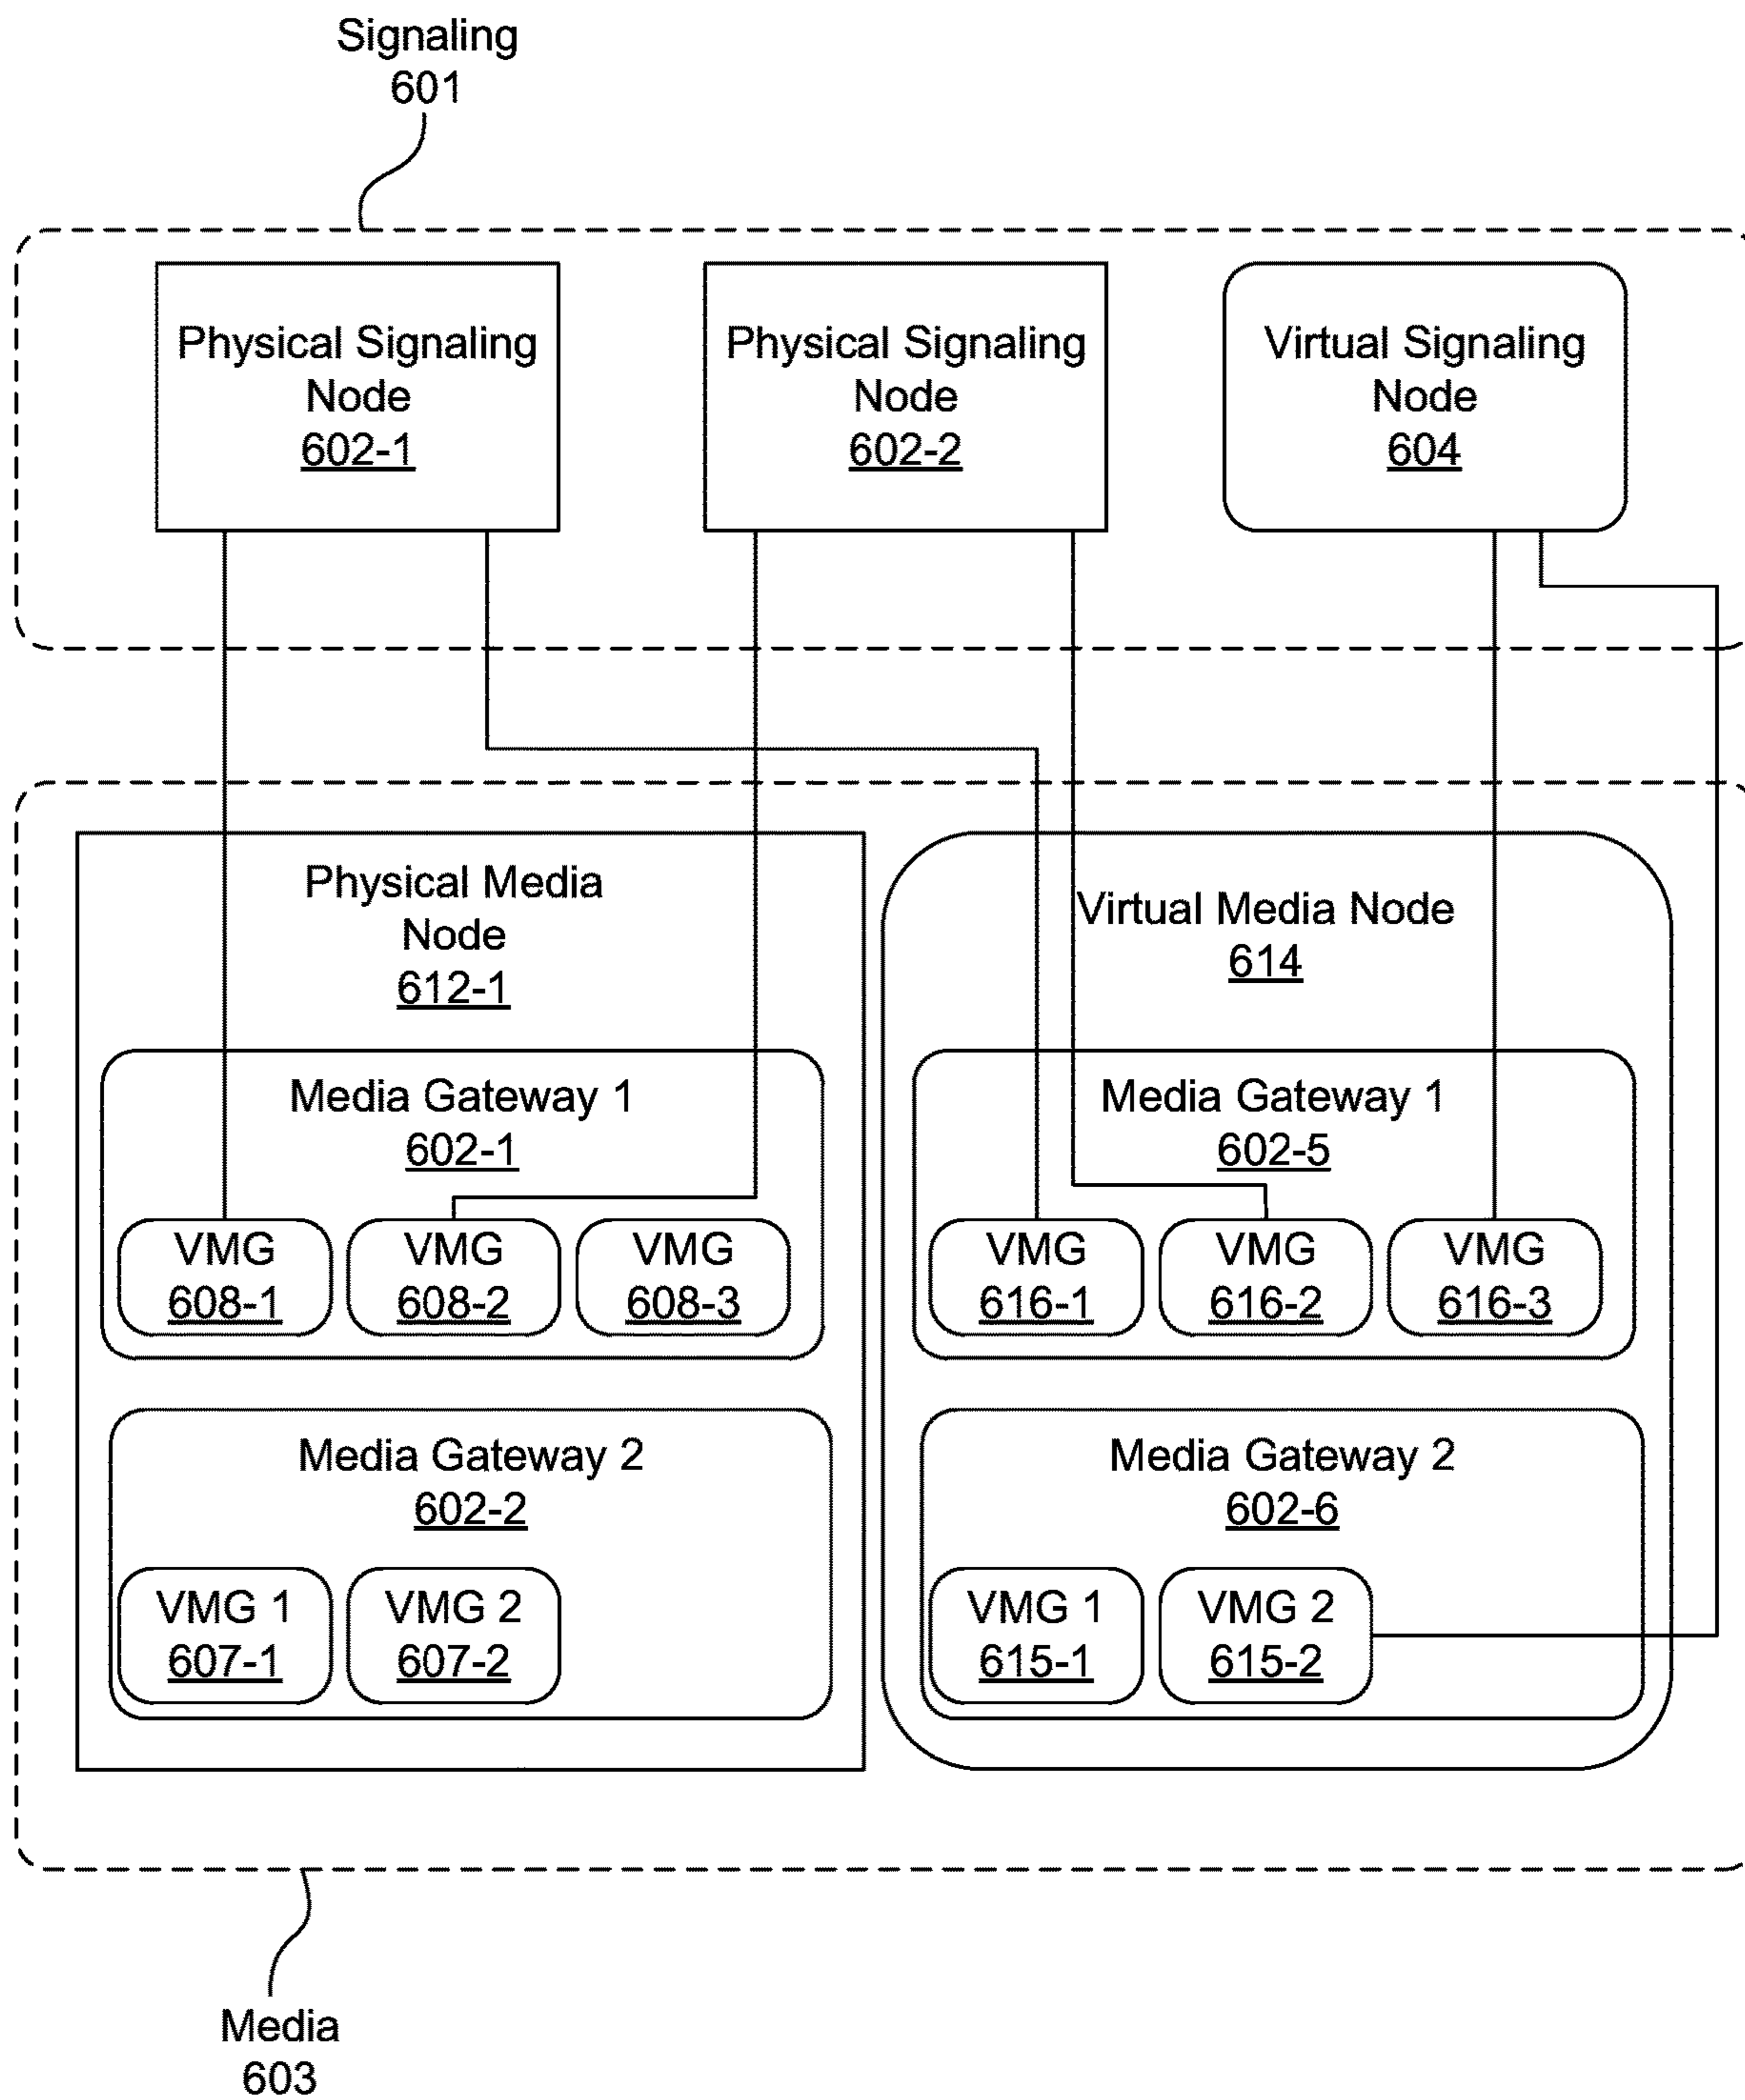 Signaling
601
Physical Signaling
Node
602-1
Physical Signaling
Node
602-2
Virtual Signaling
Node
604
Physical Media
Node
612-1
Media Gateway 1
602-1
VMG
608-1
VMG
608-2
VMG
608-3
Media Gateway 2
602-2
VMG 1
607-1
VMG 2
607-2
Virtual Media Node
614
Media Gateway 1
602-5
VMG
616-1
VMG
616-2
VMG
616-3
Media Gateway 2
602-6
VMG 1
615-1
VMG 2
615-2
Media
603